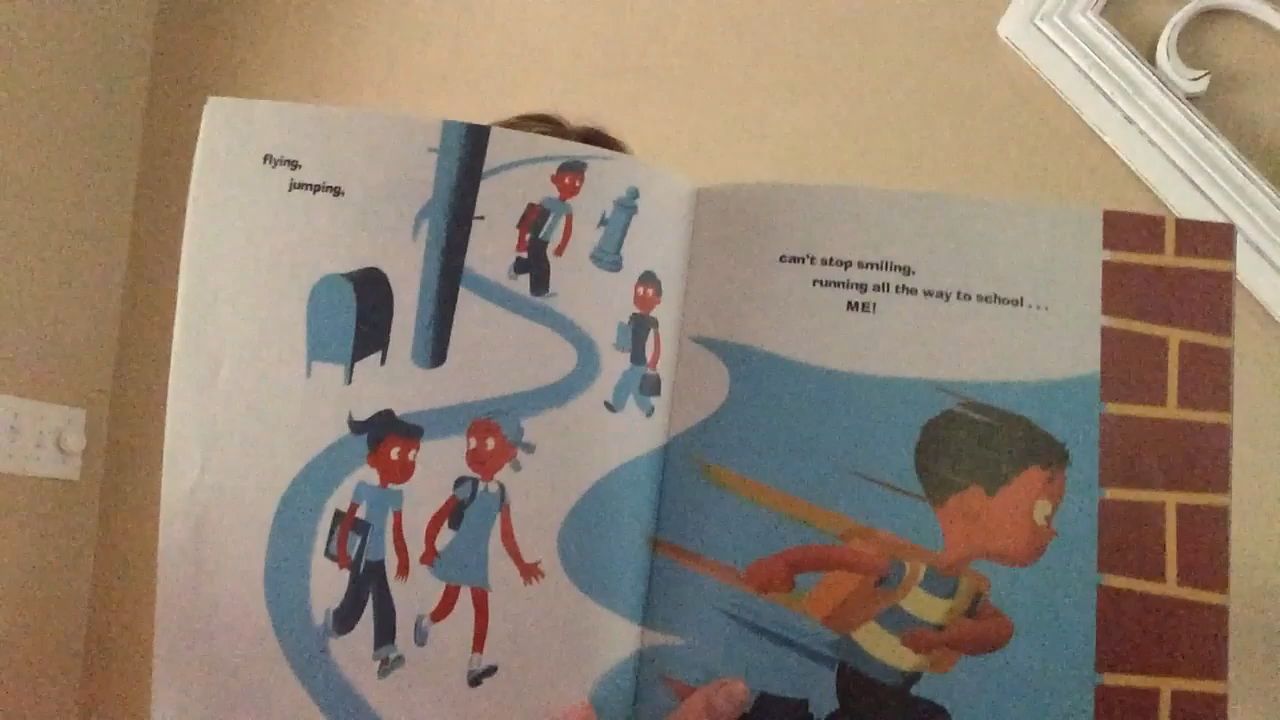 flying,
jumping,
can't stop smiling,
running all the way to school . . .
ME!